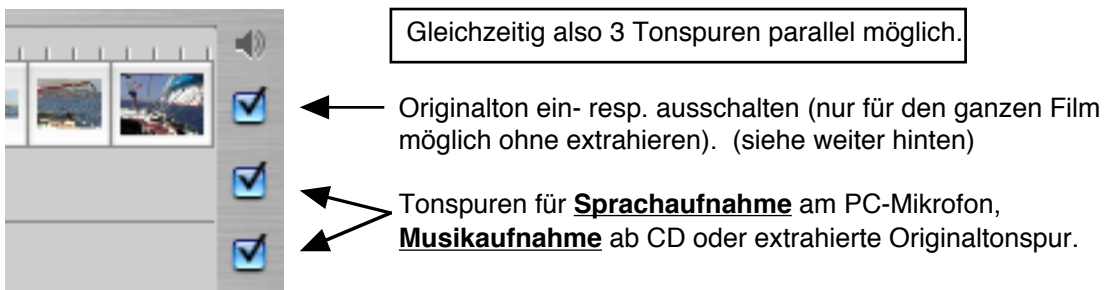 Gleichzeitig also 3 Tonspuren parallel möglich.
Originalton ein- resp. ausschalten (nur für den ganzen Film
möglich ohne extrahieren).  (siehe weiter hinten)
Tonspuren für Sprachaufnahme am PC-Mikrofon,
Musikaufnahme ab CD oder extrahierte Originaltonspur.